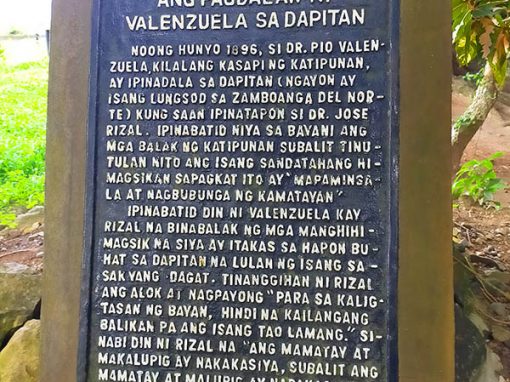 ANG PAGDALAW NI
VALENZUELA SA DAPITAN
NOONG HUNYO 1896, SI DR. PIO VALEN-
ZUELA, KILALANG KASAPI NG KATIPUNAN,
AY IPINADALA SA DAPITAN (NGAYON AY
ISANG LUNGSOD SA ZAMBOANGA DEL NOR-
TE) KUNG SAAN IPINATAPON SI DR. JOSE
RIZAL. IPINABATID NIYA SA BAYANI ANG
MGA BALAK NG KATIPUNAN SUBALIT TINU-
TULAN NITO ANG ISANG SANDATAHANG HI-
MAGSIKAN SAPAGKAT ITO AY "MAPAMINSA-
LA AT NAGBUBUNGA NG KAMATAYAN"
IPINABATID DIN NI VALENZUELA KAY
RIZAL NA BINABALAK NG MGA MANGHIHI-
MAGSIK NA SIYA AY ITAKAS SA HAPON BU-
HAT SA DAPITAN NA LULAN NG ISANG SA-
SAKYANG DAGAT. TINANGGIHAN NI RIZAL
ANG ALOK AT NAGPAYONG "PARA SA KALIG-
TASAN NG BAYAN, HINDI NA KAILANGANG
BALIKAN PA ANG ISANG TAO LAMANG." SI-
NABI DIN NI RIZAL NA "ANG MAMATAY AT
MAKALUPIG AY NAKAKASIYA, SUBALIT ANG
MAMATAY AT MALUPIG AY